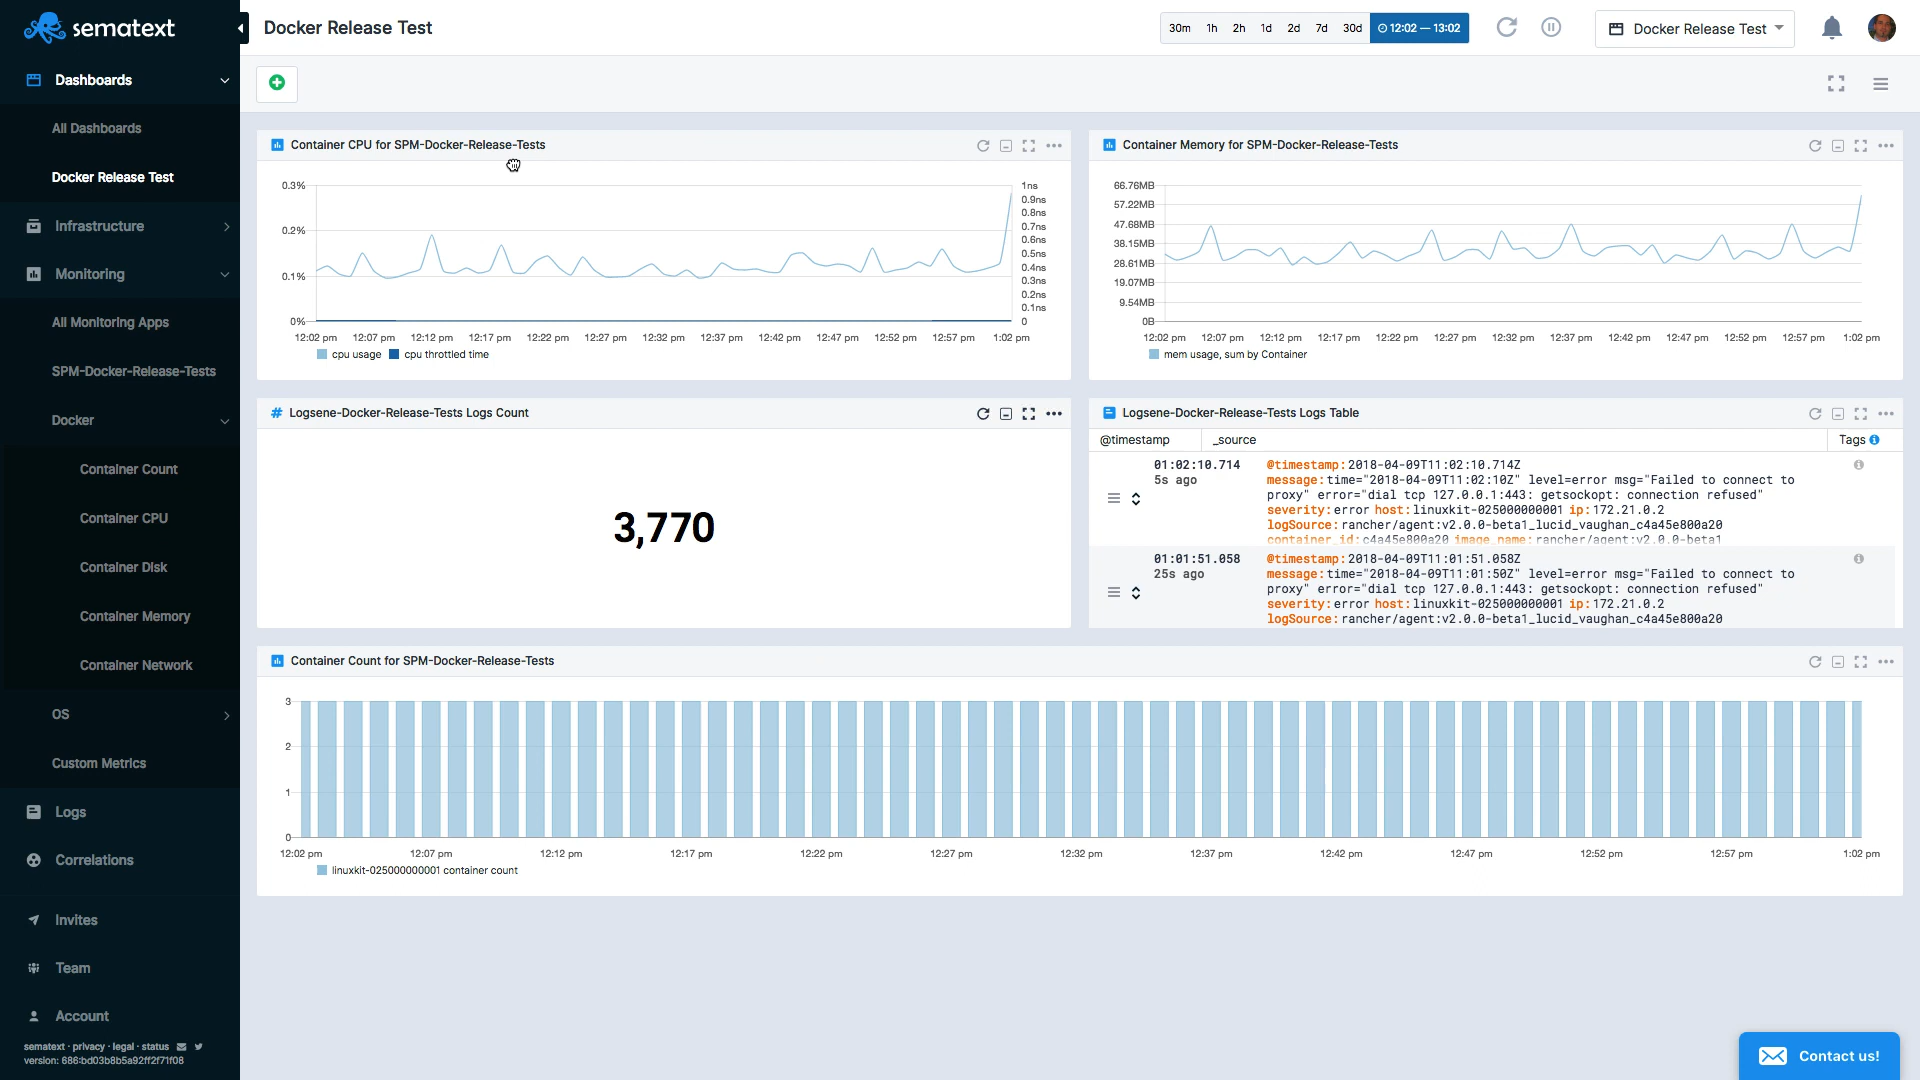 sematext
Docker Release Test
30m 1h 2h 1d 2d 7d 30d 12:02 — 13:02
Docker Release Test
Dashboards
All Dashboards
Docker Release Test
Infrastructure
Monitoring
All Monitoring Apps
SPM-Docker-Release-Tests
Docker
Container Count
Container CPU
Container Disk
Container Memory
Container Network
OS
Custom Metrics
Logs
Correlations
Invites
Team
Account
sematext · privacy · legal · status
version: 686:bd03b8b5a92ff2f71f08
Container CPU for SPM-Docker-Release-Tests
0.3%
0.2%
0.1%
0%
1ns
0.9ns
0.8ns
0.7ns
0.6ns
0.5ns
0.4ns
0.3ns
0.2ns
0.1ns
0
12:02 pm 12:07 pm 12:12 pm 12:17 pm 12:22 pm 12:27 pm 12:32 pm 12:37 pm 12:42 pm 12:47 pm 12:52 pm 12:57 pm 1:02 pm
cpu usage cpu throttled time
Container Memory for SPM-Docker-Release-Tests
66.76MB
57.22MB
47.68MB
38.15MB
28.61MB
19.07MB
9.54MB
0B
12:02 pm 12:07 pm 12:12 pm 12:17 pm 12:22 pm 12:27 pm 12:32 pm 12:37 pm 12:42 pm 12:47 pm 12:52 pm 12:57 pm 1:02 pm
mem usage, sum by Container
# Logsene-Docker-Release-Tests Logs Count
3,770
Logsene-Docker-Release-Tests Logs Table
@timestamp _source Tags
01:02:10.714
5s ago
@timestamp:2018-04-09T11:02:10.714Z
message:time="2018-04-09T11:02:10Z" level=error msg="Failed to connect to
proxy" error="dial tcp 127.0.0.1:443: getsockopt: connection refused"
severity:error host:linuxkit-025000000001 ip:172.21.0.2
logSource:rancher/agent:v2.0.0-beta1_lucid_vaughan_c4a45e800a20
container_id:c4a45e800a20 image_name:rancher/agent:v2.0.0-beta1
01:01:51.058
25s ago
@timestamp:2018-04-09T11:01:51.058Z
message:time="2018-04-09T11:01:50Z" level=error msg="Failed to connect to
proxy" error="dial tcp 127.0.0.1:443: getsockopt: connection refused"
severity:error host:linuxkit-025000000001 ip:172.21.0.2
logSource:rancher/agent:v2.0.0-beta1_lucid_vaughan_c4a45e800a20
Container Count for SPM-Docker-Release-Tests
3
2
1
0
12:02 pm 12:07 pm 12:12 pm 12:17 pm 12:22 pm 12:27 pm 12:32 pm 12:37 pm 12:42 pm 12:47 pm 12:52 pm 12:57 pm 1:02 pm
linuxkit-025000000001 container count
Contact us!